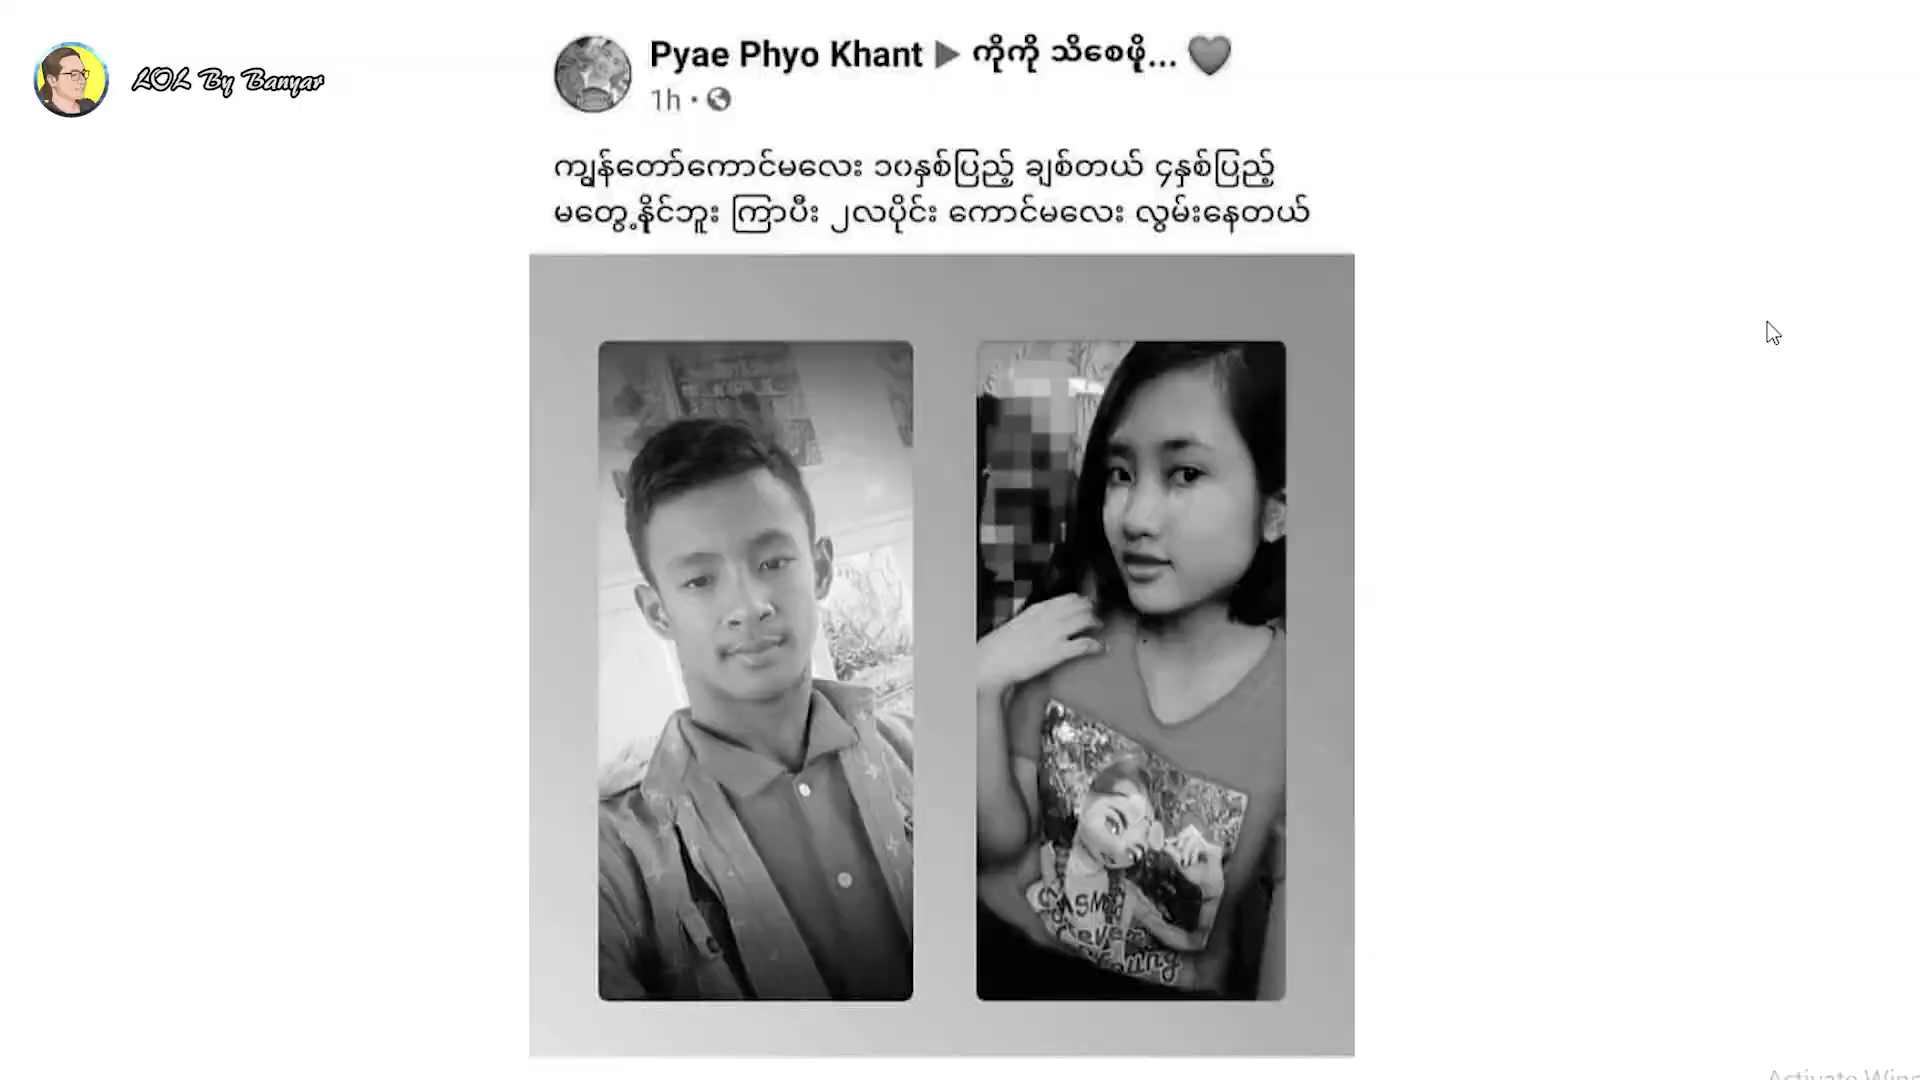 LOL By Banyar
Pyae Phyo Khant ▶ ကိုကို သိစေဖို့...
1h
ကျွန်တော်ကောင်မလေး ၁၀နှစ်ပြည့် ချစ်တယ် ၄နှစ်ပြည့်
မတွေ့နိုင်ဘူး ကြာပီး ၂လပိုင်း ကောင်မလေး လွမ်းနေတယ်
Never
Young